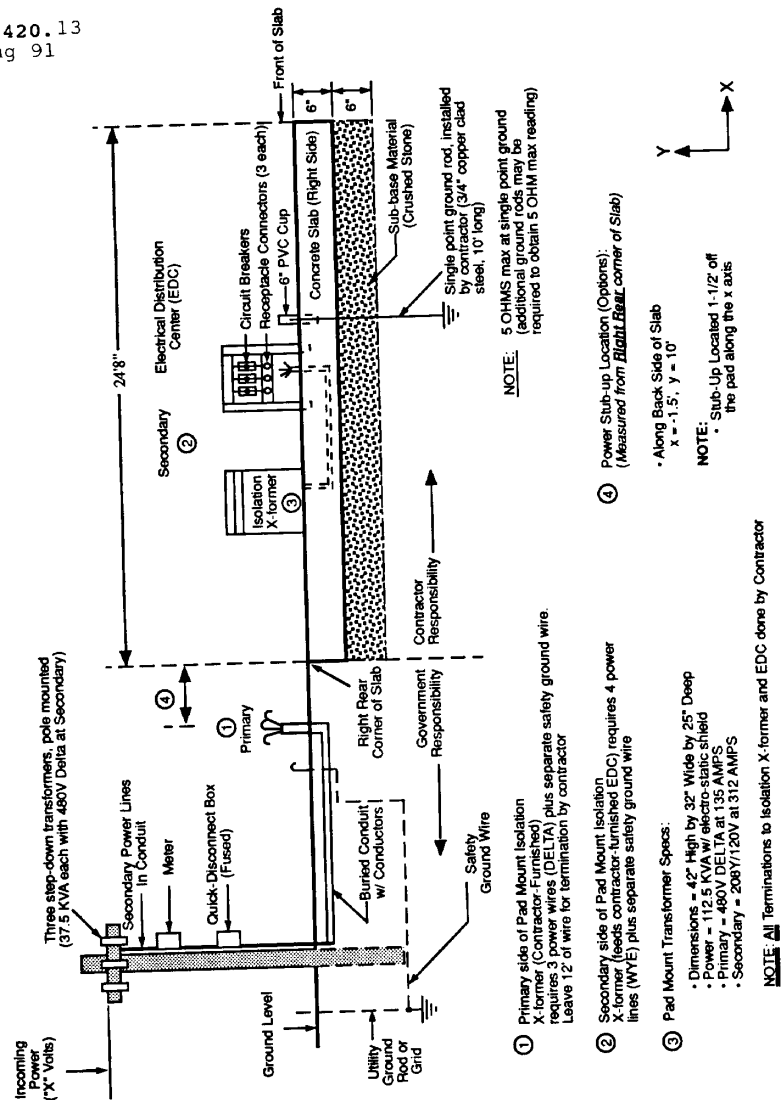 420.13
g 91
24'8"
Front of Slab
6"
6"
Electrical Distribution
Center (EDC)
Secondary
②
Circuit Breakers
Receptacle Connectors (3 each)
6" PVC Cup
Isolation
X-former
③
Concrete Slab (Right Side)
Sub-base Material
(Crushed Stone)
Single point ground rod, installed
by contractor (3/4" copper clad
steel, 10' long)
NOTE: 5 OHMS max at single point ground
(additional ground rods may be
required to obtain 5 OHM max reading)
Three step-down transformers, pole mounted
(37.5 KVA each with 480V Delta at Secondary)
Secondary Power Lines
In Conduit
Meter
Quick-Disconnect Box
(Fused)
Incoming
Power
("X" Volts)
Ground Level
④
①
Primary
Right Rear
Corner of Slab
Buried Conduit
w/ Conductors
Utility
Ground
Rod or
Grid
Safety
Ground Wire
Government
Responsibility
Contractor
Responsibility
① Primary side of Pad Mount Isolation
X-former (Contractor-Furnished)
requires 3 power wires (DELTA) plus separate safety ground wire.
Leave 12' of wire for termination by contractor
② Secondary side of Pad Mount Isolation
X-former (feeds contractor-furnished EDC) requires 4 power
lines (WYE) plus separate safety ground wire
③ Pad Mount Transformer Specs:
• Dimensions = 42" High by 32" Wide by 25" Deep
• Power = 112.5 KVA w/ electro-static shield
• Primary = 480V DELTA at 135 AMPS
• Secondary = 208Y/120V at 312 AMPS
④ Power Stub-up Location (Options):
(Measured from Right Rear corner of Slab)
• Along Back Side of Slab
x = -1.5', y = 10'
NOTE:
• Stub-Up Located 1-1/2' off
the pad along the x axis
Y
X
NOTE: All Terminations to Isolation X-former and EDC done by Contractor